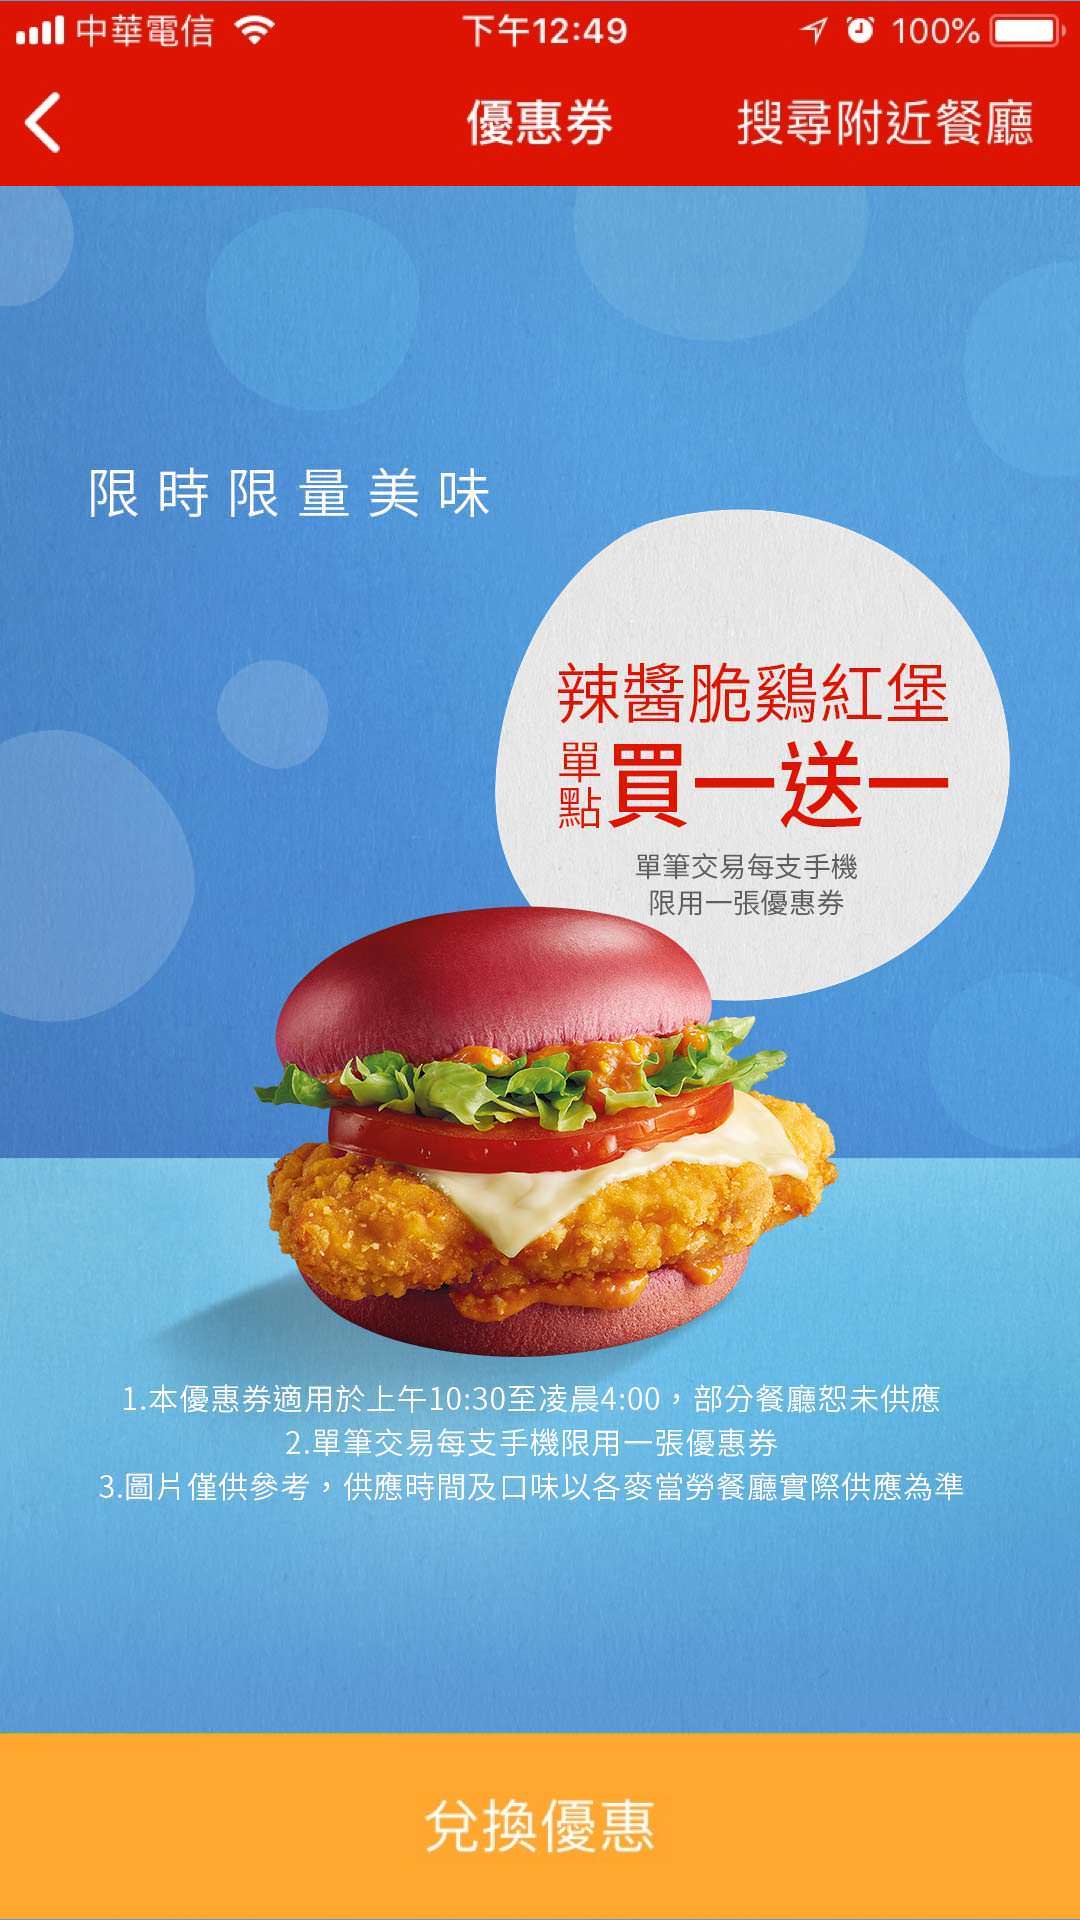 中華電信 下午12:49 100%
優惠券 搜尋附近餐廳
限時限量美味
辣醬脆鷄紅堡
單點買一送一
單筆交易每支手機
限用一張優惠券
1.本優惠券適用於上午10:30至凌晨4:00，部分餐廳恕未供應
2.單筆交易每支手機限用一張優惠券
3.圖片僅供參考，供應時間及口味以各麥當勞餐廳實際供應為準
兌換優惠